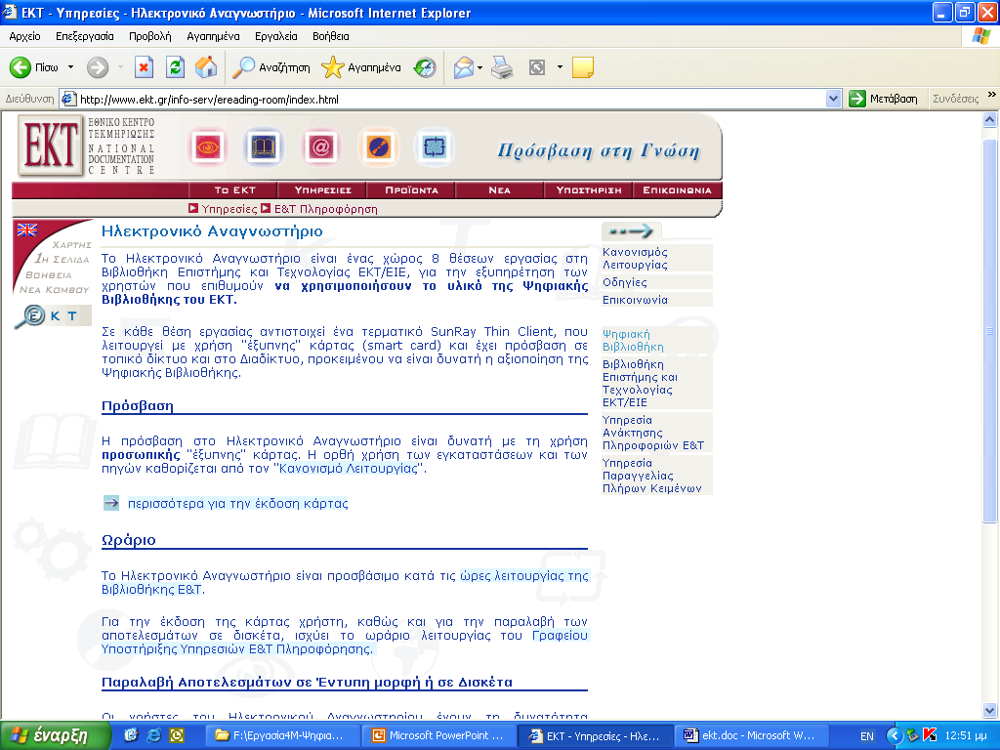 ΕΚΤ - Υπηρεσίες - Ηλεκτρονικό Αναγνωστήριο - Microsoft Internet Explorer
Αρχείο Επεξεργασία Προβολή Αγαπημένα Εργαλεία Βοήθεια
Πίσω Αναζήτηση Αγαπημένα
Διεύθυνση http://www.ekt.gr/info-serv/ereading-room/index.html Μετάβαση Συνδέσεις »
ΕΚΤ
ΕΘΝΙΚΟ ΚΕΝΤΡΟ
ΤΕΚΜΗΡΙΩΣΗΣ
NATIONAL
DOCUMENTATION
CENTRE
@
Πρόσβαση στη Γνώση
Το ΕΚΤ Υπηρεσιες Προϊοντα Νεα Υποστηριξη Επικοινωνια
Υπηρεσίες Ε&Τ Πληροφόρηση
Χαρτης
1η Σελιδα
Βοηθεια
Νεα Κομβου
Ε Κ Τ
Ηλεκτρονικό Αναγνωστήριο
Το Ηλεκτρονικό Αναγνωστήριο είναι ένας χώρος 8 θέσεων εργασίας στη
Βιβλιοθήκη Επιστήμης και Τεχνολογίας ΕΚΤ/ΕΙΕ, για την εξυπηρέτηση των
χρηστών που επιθυμούν να χρησιμοποιήσουν το υλικό της Ψηφιακής
Βιβλιοθήκης του ΕΚΤ.
Σε κάθε θέση εργασίας αντιστοιχεί ένα τερματικό SunRay Thin Client, που
λειτουργεί με χρήση "έξυπνης" κάρτας (smart card) και έχει πρόσβαση σε
τοπικό δίκτυο και στο Διαδίκτυο, προκειμένου να είναι δυνατή η αξιοποίηση της
Ψηφιακής Βιβλιοθήκης.
Πρόσβαση
Η πρόσβαση στο Ηλεκτρονικό Αναγνωστήριο είναι δυνατή με τη χρήση
προσωπικής "έξυπνης" κάρτας. Η ορθή χρήση των εγκαταστάσεων και των
πηγών καθορίζεται από τον "Κανονισμό Λειτουργίας".
περισσότερα για την έκδοση κάρτας
Ωράριο
Το Ηλεκτρονικό Αναγνωστήριο είναι προσβάσιμο κατά τις ώρες λειτουργίας της
Βιβλιοθήκης Ε&Τ.
Για την έκδοση της κάρτας χρήστη, καθώς και για την παραλαβή των
αποτελεσμάτων σε δισκέτα, ισχύει το ωράριο λειτουργίας του Γραφείου
Υποστήριξης Υπηρεσιών Ε&Τ Πληροφόρησης.
Παραλαβή Αποτελεσμάτων σε Έντυπη μορφή ή σε Δισκέτα
Οι χρήστες του Ηλεκτρονικού Αναγνωστηρίου έχουν τη δυνατότητα
Κανονισμός
Λειτουργίας
Οδηγίες
Επικοινωνία
Ψηφιακή
Βιβλιοθήκη
Βιβλιοθήκη
Επιστήμης και
Τεχνολογίας
ΕΚΤ/ΕΙΕ
Υπηρεσία
Ανάκτησης
Πληροφοριών Ε&Τ
Υπηρεσία
Παραγγελίας
Πλήρων Κειμένων
έναρξη F:\Εργασία4Μ-Ψηφια... Microsoft PowerPoint ... ΕΚΤ - Υπηρεσίες - Ηλε... ekt.doc - Microsoft W... EN 12:51 μμ